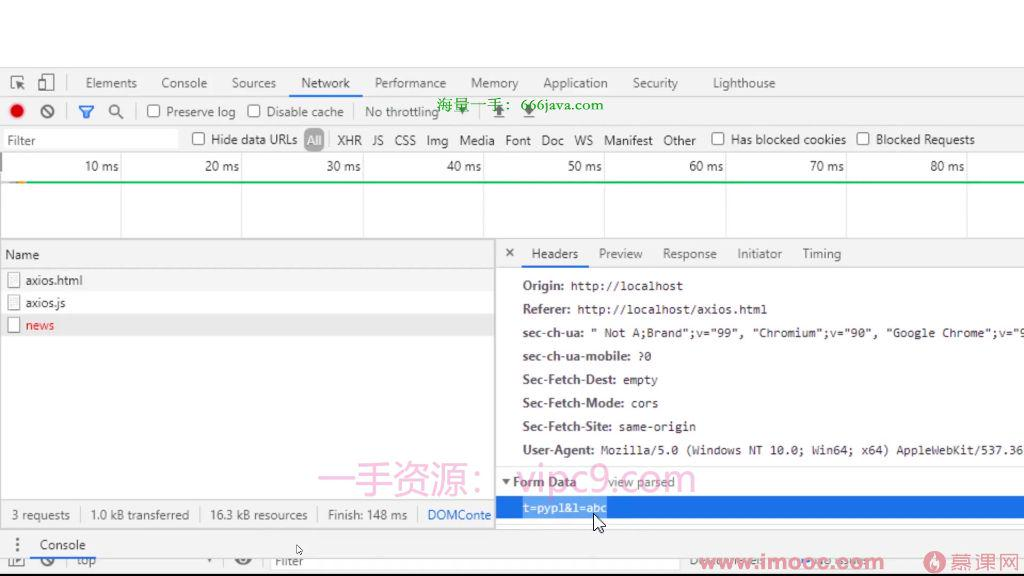 Elements Console Sources Network Performance Memory Application Security Lighthouse
Preserve log Disable cache No throttling
海量一手：666java.com
Filter Hide data URLs All XHR JS CSS Img Media Font Doc WS Manifest Other Has blocked cookies Blocked Requests
10 ms 20 ms 30 ms 40 ms 50 ms 60 ms 70 ms 80 ms
Name
axios.html
axios.js
news
× Headers Preview Response Initiator Timing
Origin: http://localhost
Referer: http://localhost/axios.html
sec-ch-ua: " Not A;Brand";v="99", "Chromium";v="90", "Google Chrome";v="9
sec-ch-ua-mobile: ?0
Sec-Fetch-Dest: empty
Sec-Fetch-Mode: cors
Sec-Fetch-Site: same-origin
User-Agent: Mozilla/5.0 (Windows NT 10.0; Win64; x64) AppleWebKit/537.36
一手资源：vipc9.com
Form Data view parsed
t=pypl&l=abc
3 requests 1.0 kB transferred 16.3 kB resources Finish: 148 ms DOMConte
Console
top Filter
www.imooc.com 慕课网